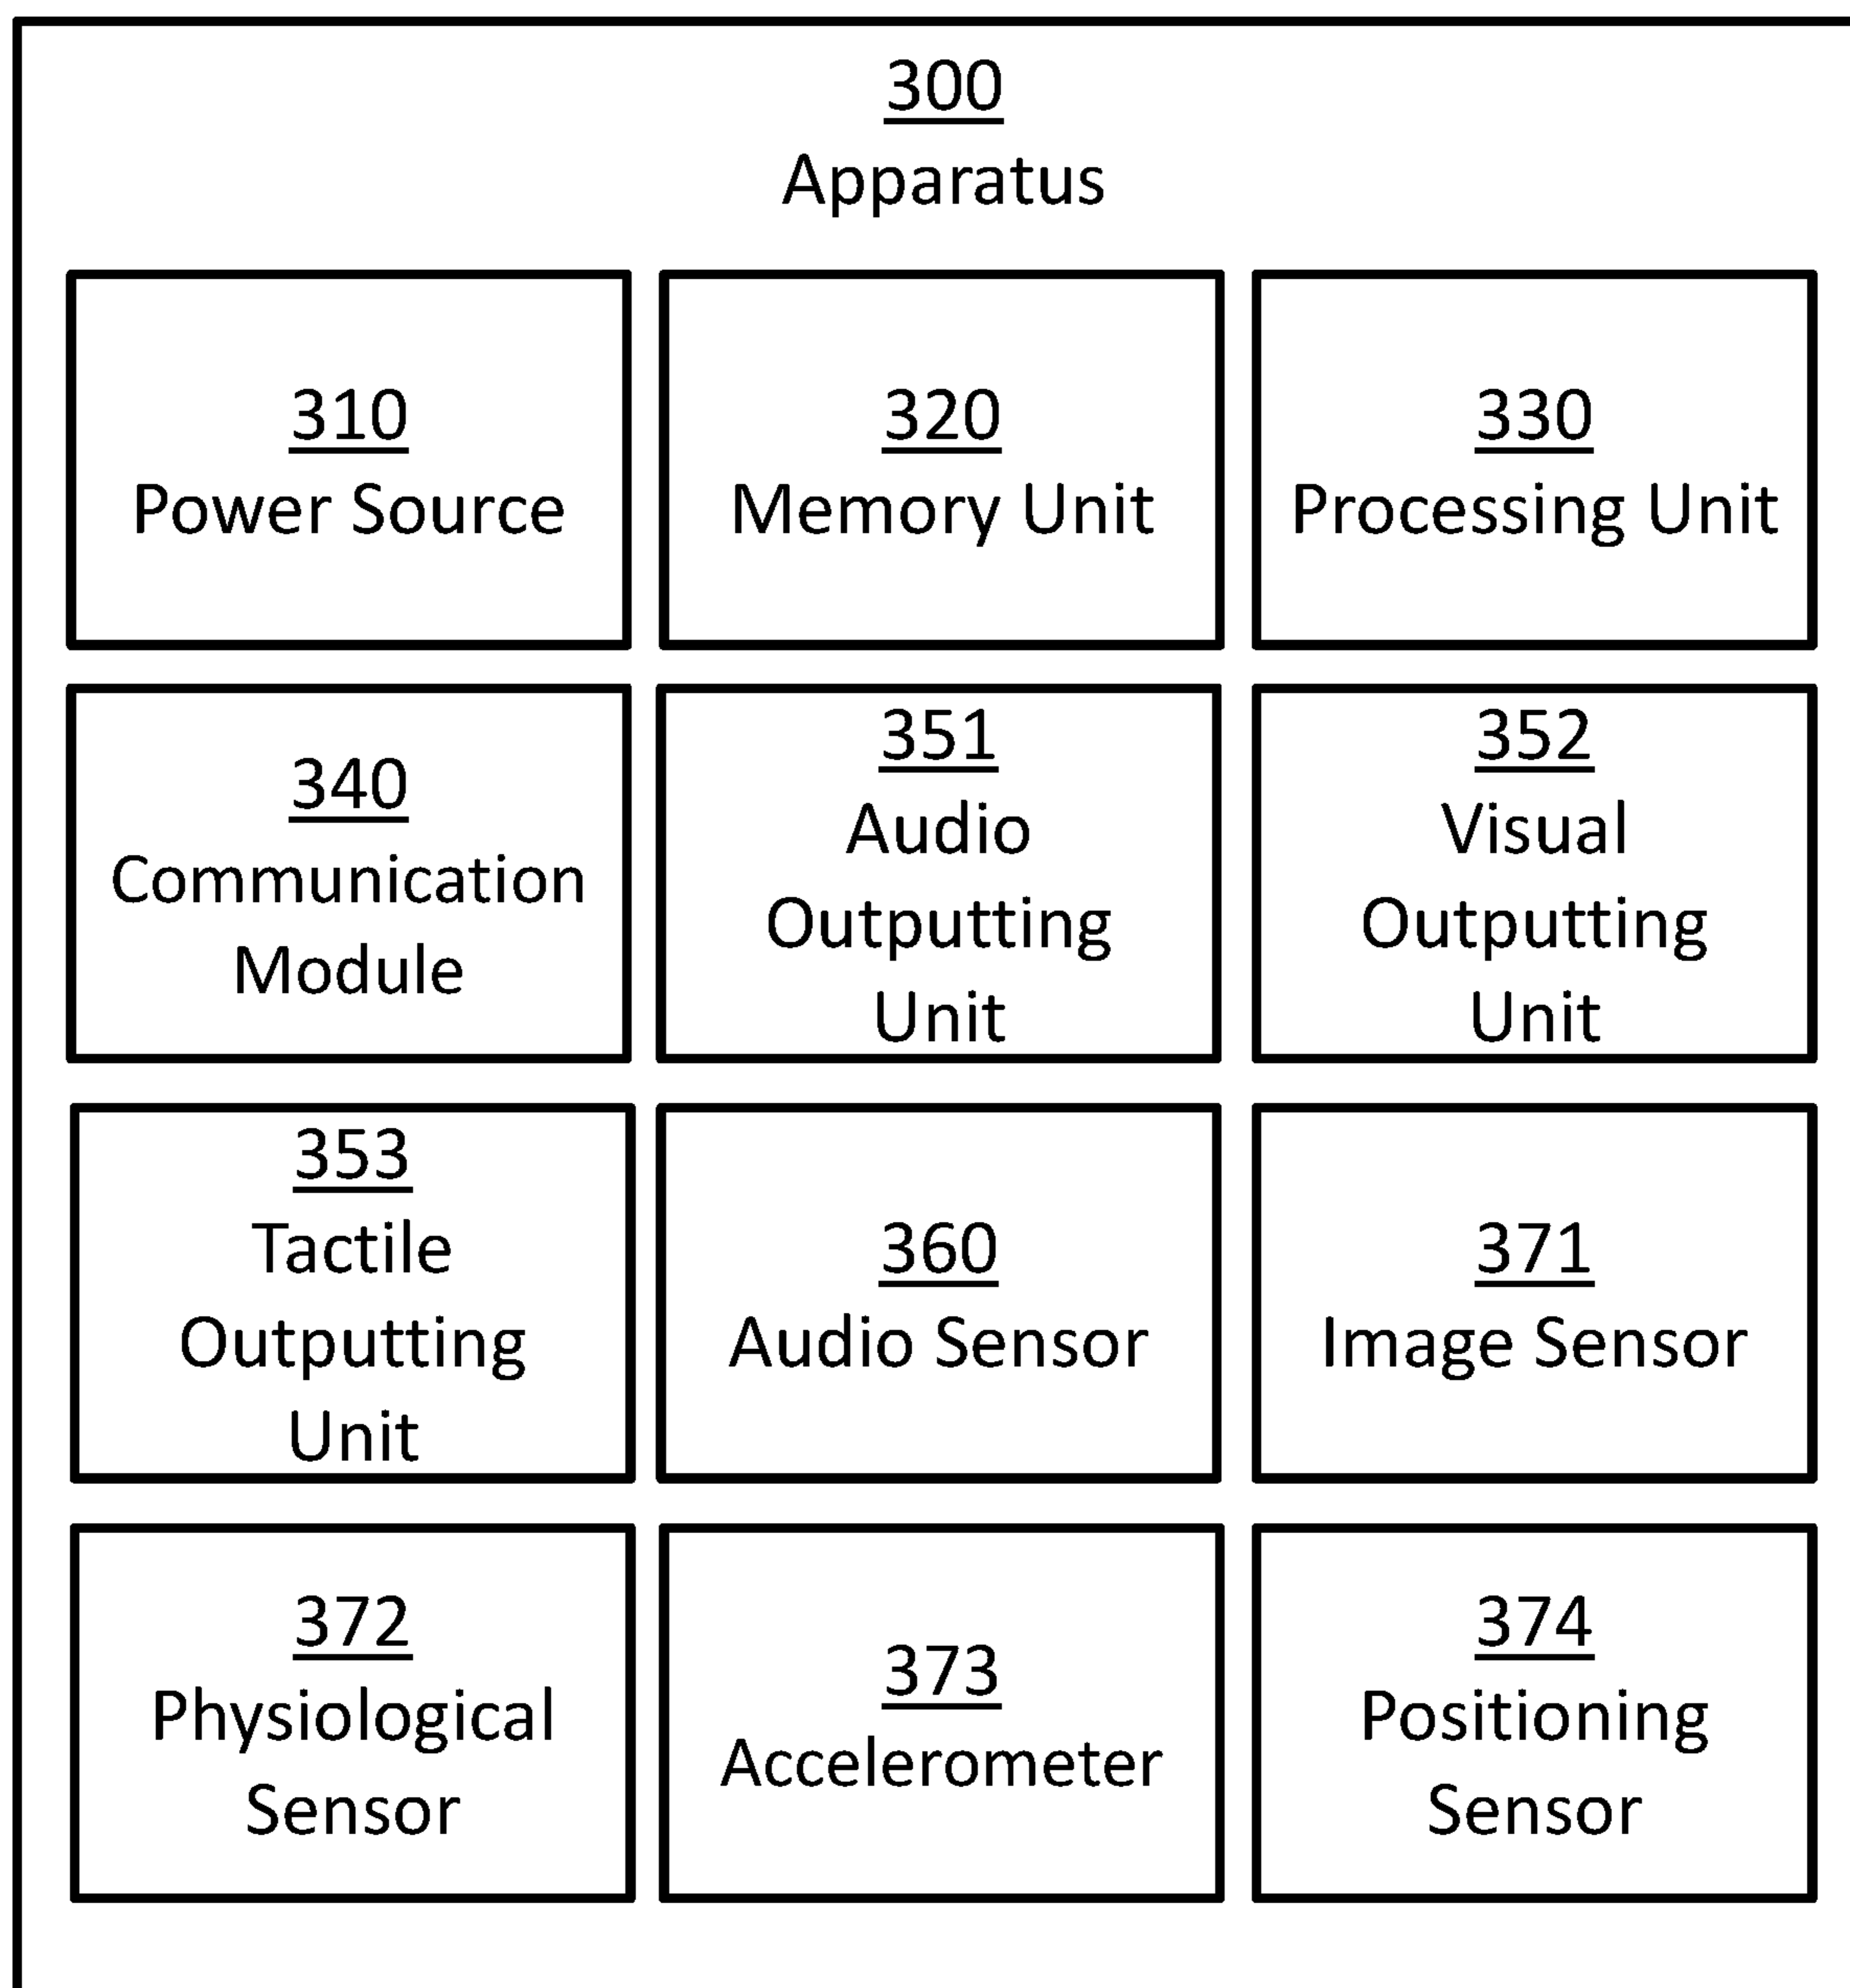 300
Apparatus
310
Power Source
320
Memory Unit
330
Processing Unit
340
Communication
Module
351
Audio
Outputting
Unit
352
Visual
Outputting
Unit
353
Tactile
Outputting
Unit
360
Audio Sensor
371
Image Sensor
372
Physiological
Sensor
373
Accelerometer
374
Positioning
Sensor